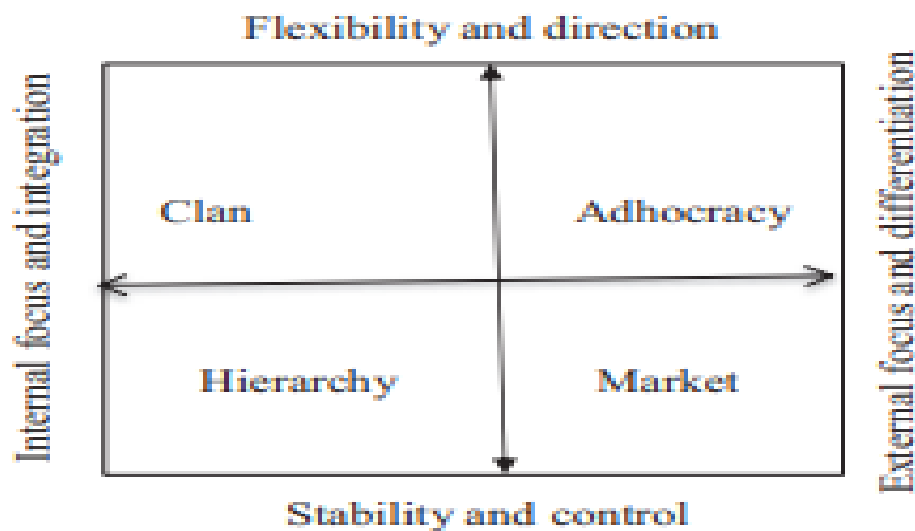 Flexibility and direction
Internal focus and integration
Clan
Adhocracy
Hierarchy
Market
External focus and differentiation
Stability and control